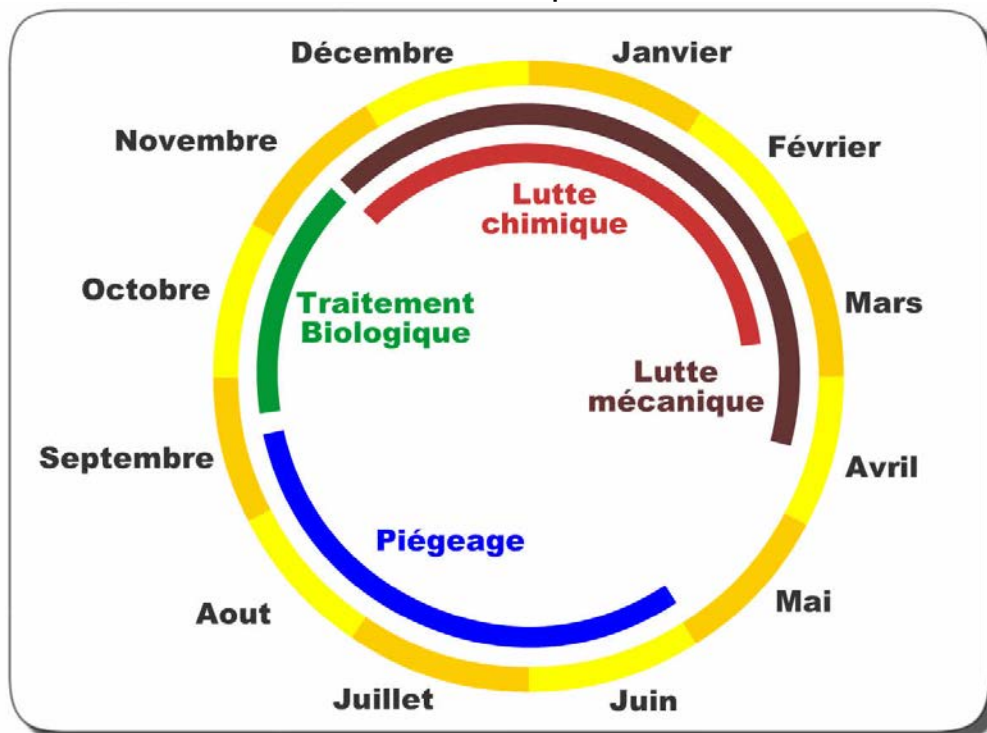 Décembre
Janvier
Novembre
Février
Lutte
chimique
Octobre
Traitement
Biologique
Mars
Lutte
mécanique
Septembre
Avril
Piégeage
Aout
Mai
Juillet
Juin